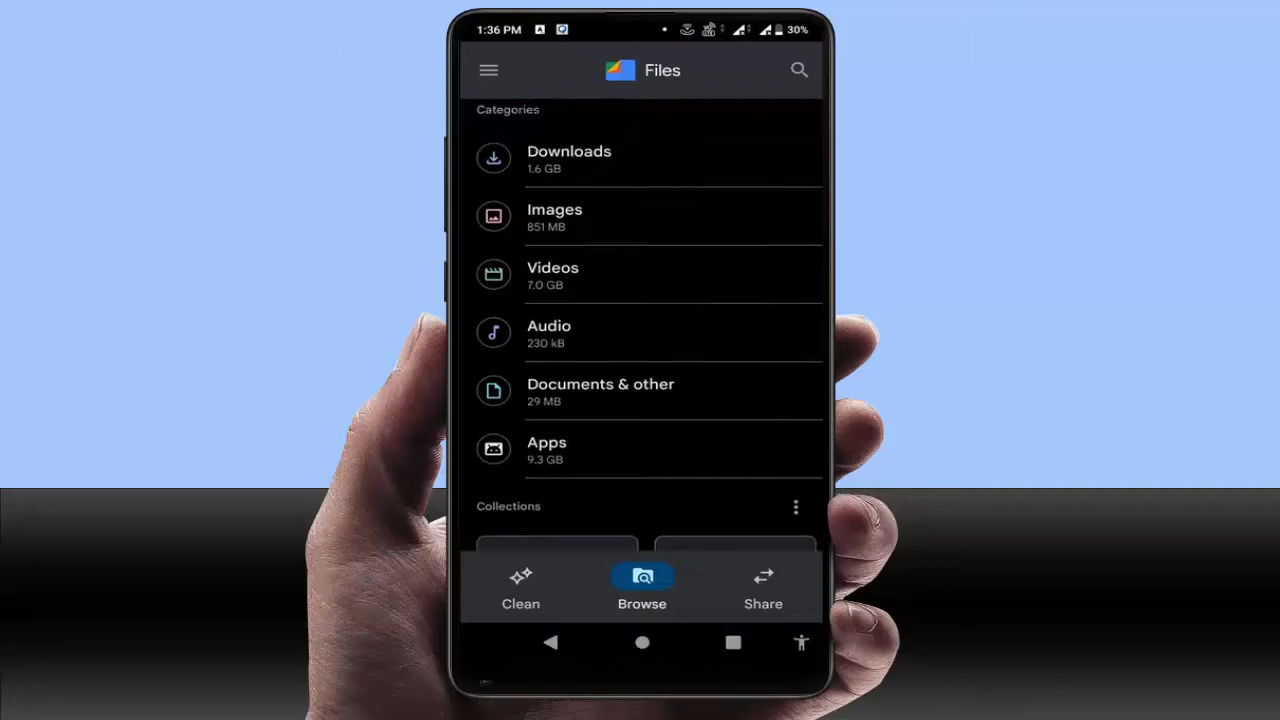 1:36 PM
30%
Files
Categories
Downloads
1.6 GB
Images
851 MB
Videos
7.0 GB
Audio
230 kB
Documents & other
29 MB
Apps
9.3 GB
Collections
Clean
Browse
Share